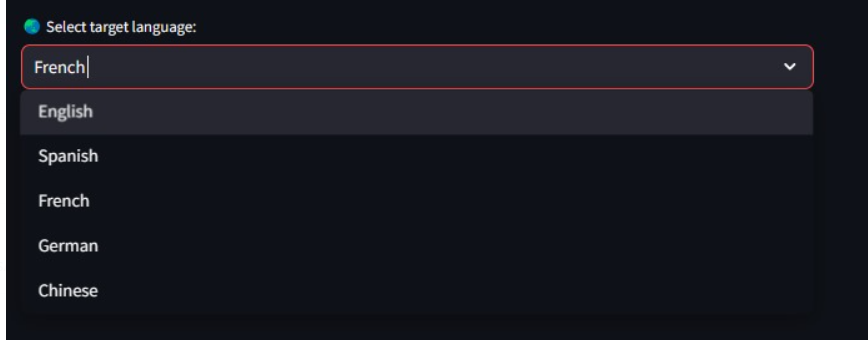 Select target language:
French
English
Spanish
French
German
Chinese